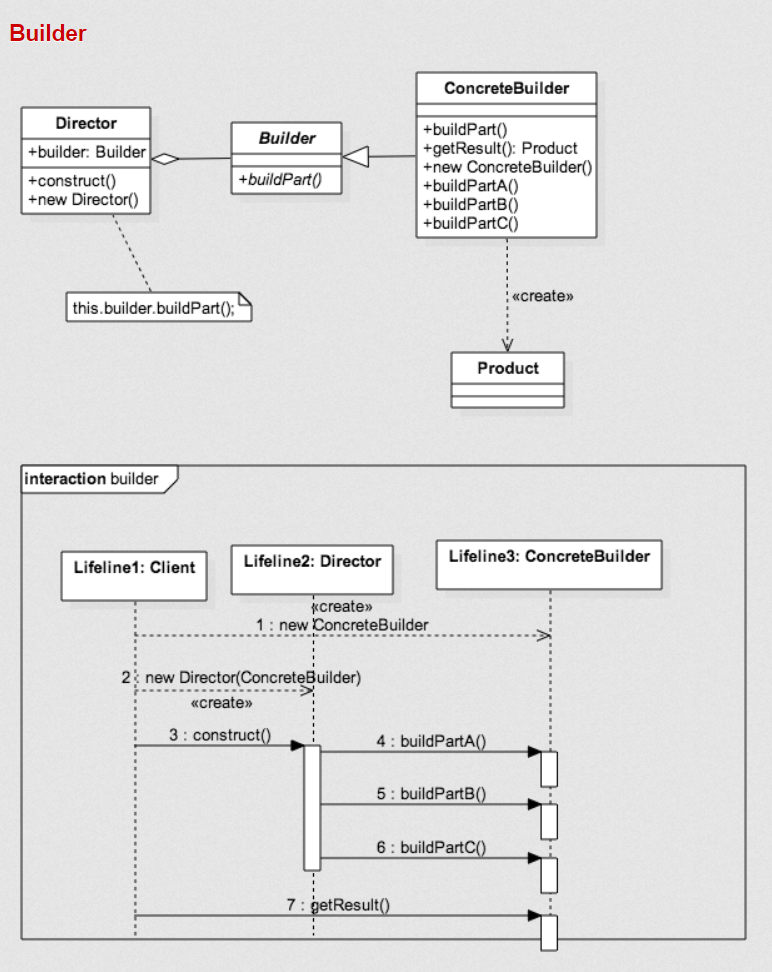 Builder
Director
+builder: Builder
+construct()
+new Director()
Builder
+buildPart()
ConcreteBuilder
+buildPart()
+getResult(): Product
+new ConcreteBuilder()
+buildPartA()
+buildPartB()
+buildPartC()
this.builder.buildPart();
«create»
Product
interaction builder
Lifeline1: Client
Lifeline2: Director
Lifeline3: ConcreteBuilder
«create»
1 : new ConcreteBuilder
2 : new Director(ConcreteBuilder)
«create»
3 : construct()
4 : buildPartA()
5 : buildPartB()
6 : buildPartC()
7 : getResult()